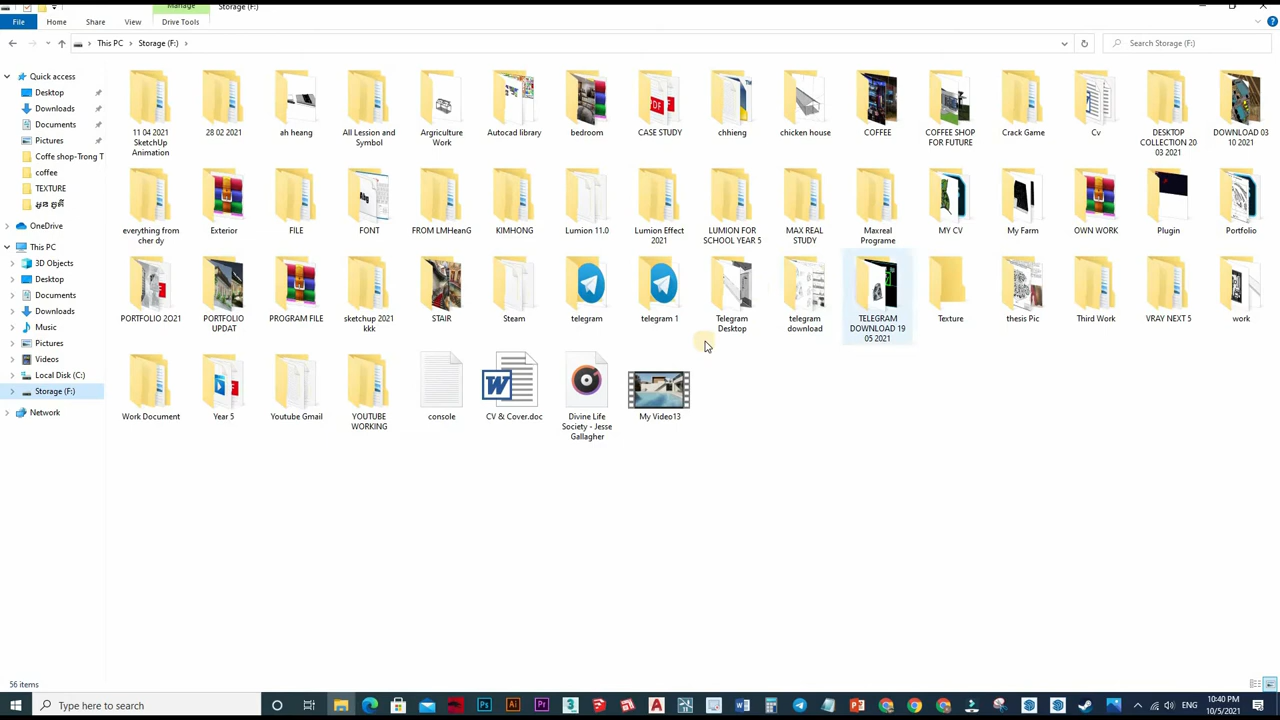 Manage
Storage (F:)
File
Home
Share
View
Drive Tools
This PC
Storage (F:)
Search Storage (F:)
Quick access
Desktop
Downloads
Documents
Pictures
Coffe shop-Trong T
coffee
TEXTURE
OneDrive
This PC
3D Objects
Desktop
Documents
Downloads
Music
Pictures
Videos
Local Disk (C:)
Storage (F:)
Network
11 04 2021
SketchUp
Animation
28 02 2021
ah heang
All Lession and
Symbol
Argriculture
Work
Autocad library
bedroom
CASE STUDY
chhieng
chicken house
COFFEE
COFFEE SHOP
FOR FUTURE
Crack Game
Cv
DESKTOP
COLLECTION 20
03 2021
DOWNLOAD 03
10 2021
everything from
cher dy
Exterior
FILE
FONT
FROM LMHeanG
KIMHONG
Lumion 11.0
Lumion Effect
2021
LUMION FOR
SCHOOL YEAR 5
MAX REAL
STUDY
Maxreal
Programe
MY CV
My Farm
OWN WORK
Plugin
Portfolio
PORTFOLIO 2O21
PORTFOLIO
UPDAT
PROGRAM FILE
sketchup 2021
kkk
STAIR
Steam
telegram
telegram 1
Telegram
Desktop
telegram
download
TELEGRAM
DOWNLOAD 19
05 2021
Texture
thesis Pic
Third Work
VRAY NEXT 5
work
Work Document
Year 5
Youtube Gmail
YOUTUBE
WORKING
console
CV & Cover.doc
Divine Life
Society - Jesse
Gallagher
My Video13
56 items
Type here to search
ENG
10:40 PM
10/5/2021